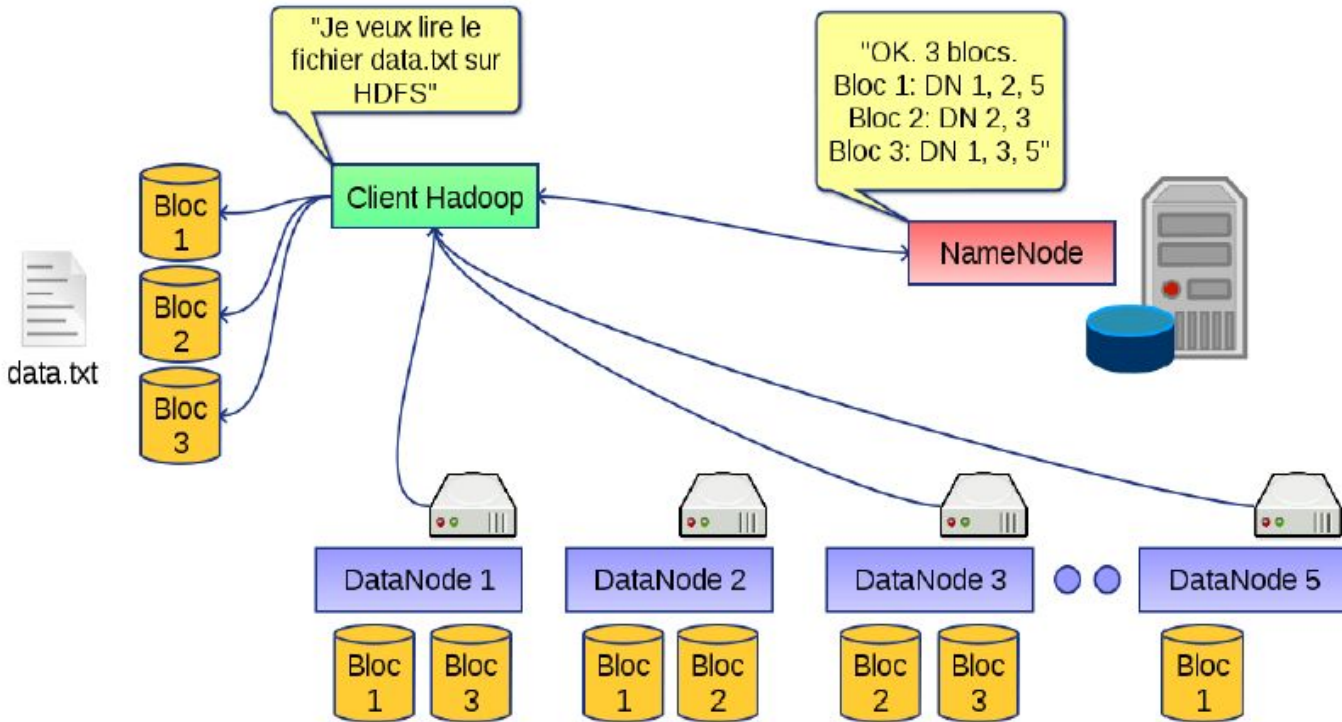 "Je veux lire le
fichier data.txt sur
HDFS"
"OK. 3 blocs.
Bloc 1: DN 1, 2, 5
Bloc 2: DN 2, 3
Bloc 3: DN 1, 3, 5"
Client Hadoop
NameNode
Bloc
1
Bloc
2
Bloc
3
data.txt
DataNode 1
DataNode 2
DataNode 3
DataNode 5
Bloc
1
Bloc
3
Bloc
1
Bloc
2
Bloc
2
Bloc
3
Bloc
1